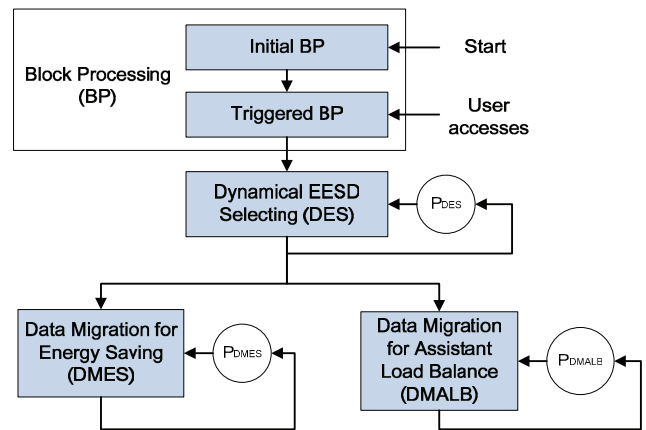 Initial BP
Start
Block Processing
(BP)
Triggered BP
User
accesses
Dynamical EESD
Selecting (DES)
PDES
Data Migration for
Energy Saving
(DMES)
PDMES
Data Migration
for Assistant
Load Balance
(DMALB)
PDMALB